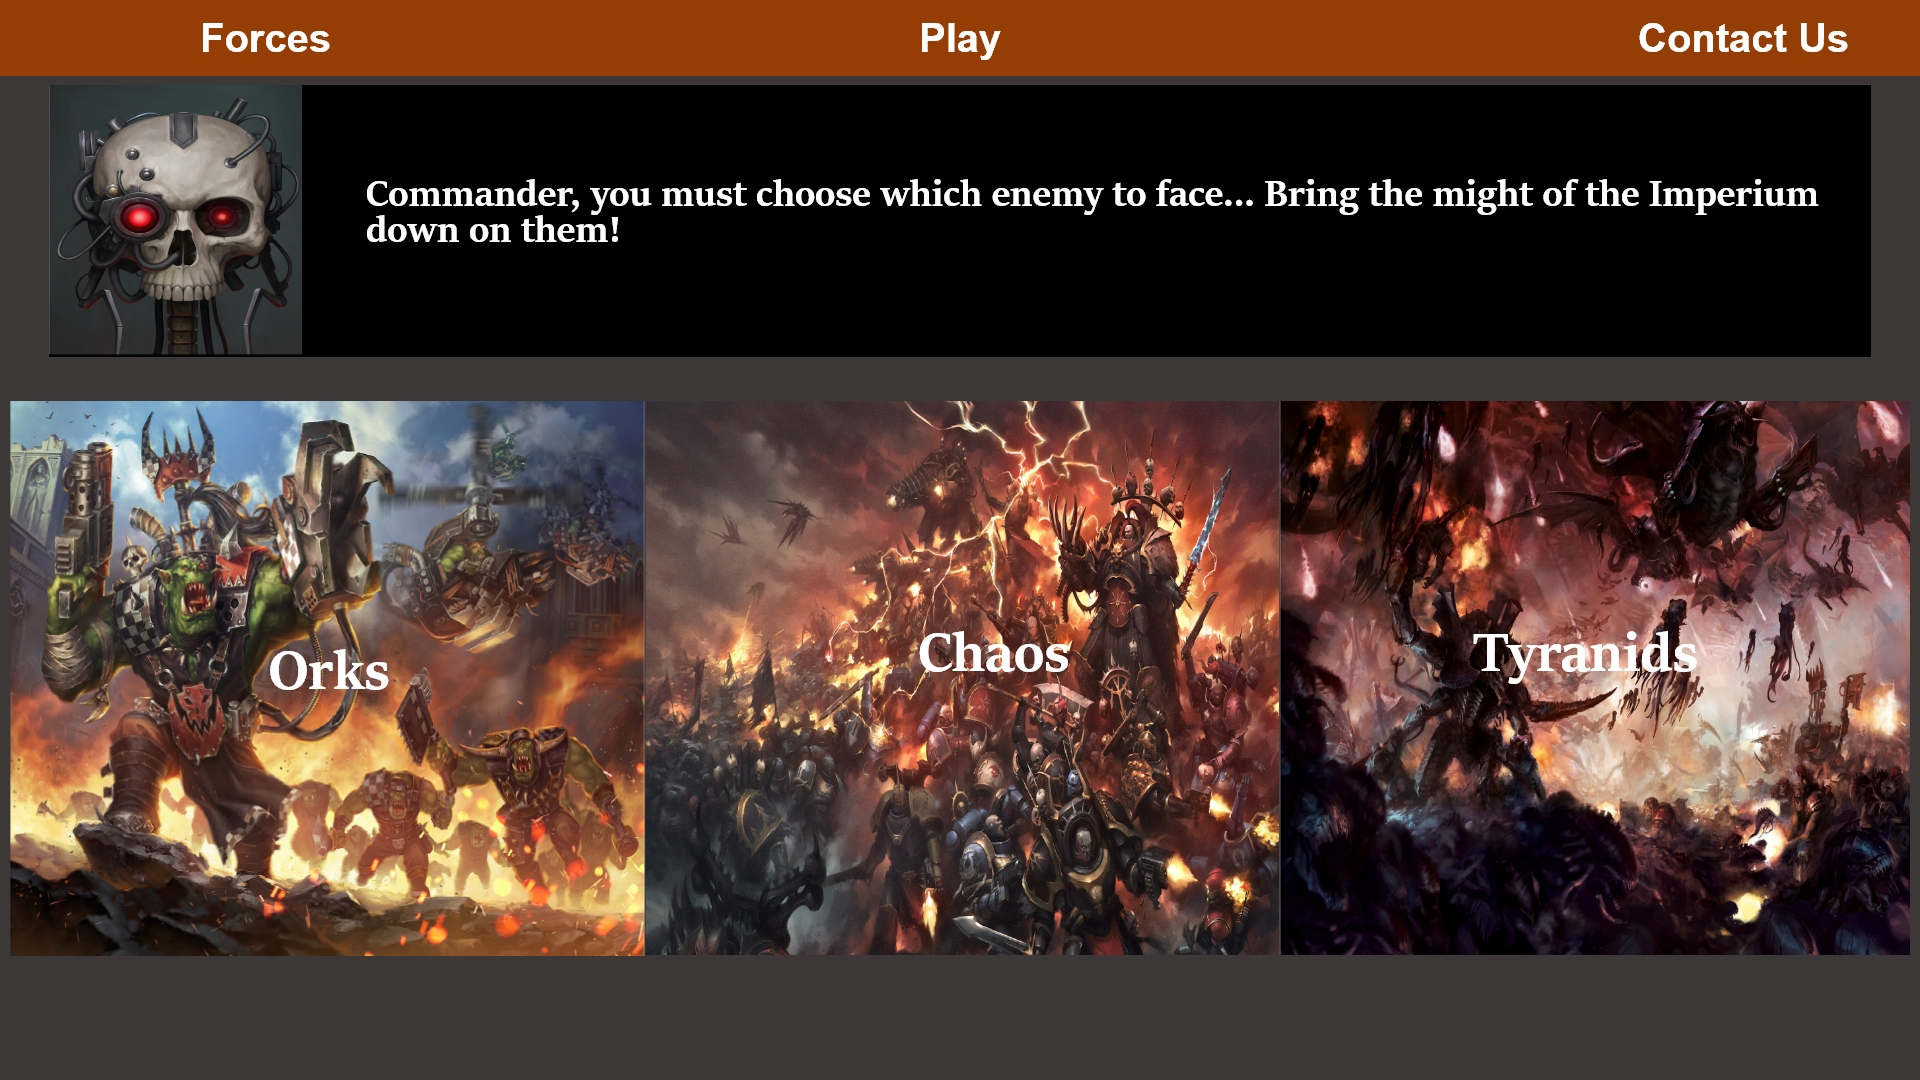 Forces Play Contact Us
Commander, you must choose which enemy to face... Bring the might of the Imperium
down on them!
Orks
Chaos
Tyranids